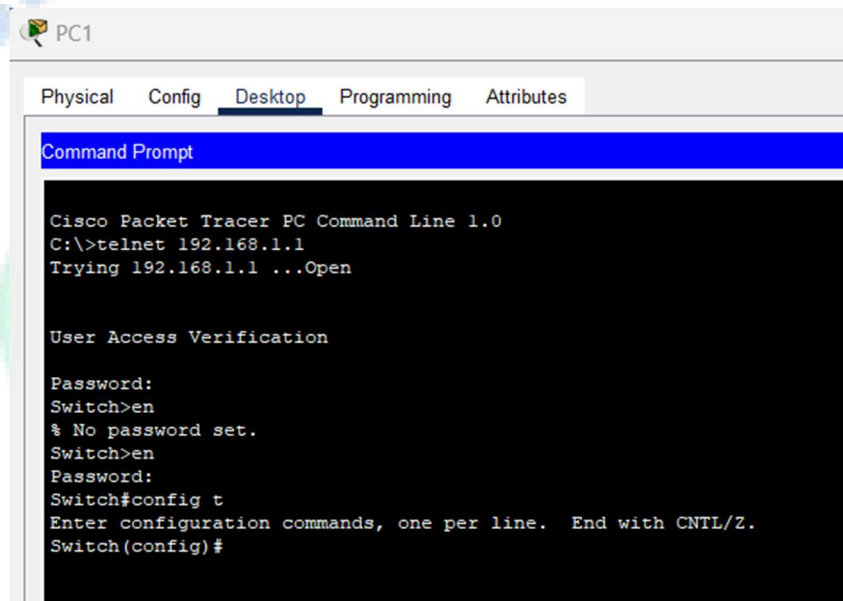 PC1
Physical Config Desktop Programming Attributes
Command Prompt
Cisco Packet Tracer PC Command Line 1.0
C:\>telnet 192.168.1.1
Trying 192.168.1.1 ...Open
User Access Verification
Password:
Switch>en
% No password set.
Switch>en
Password:
Switch#config t
Enter configuration commands, one per line.  End with CNTL/Z.
Switch(config)#